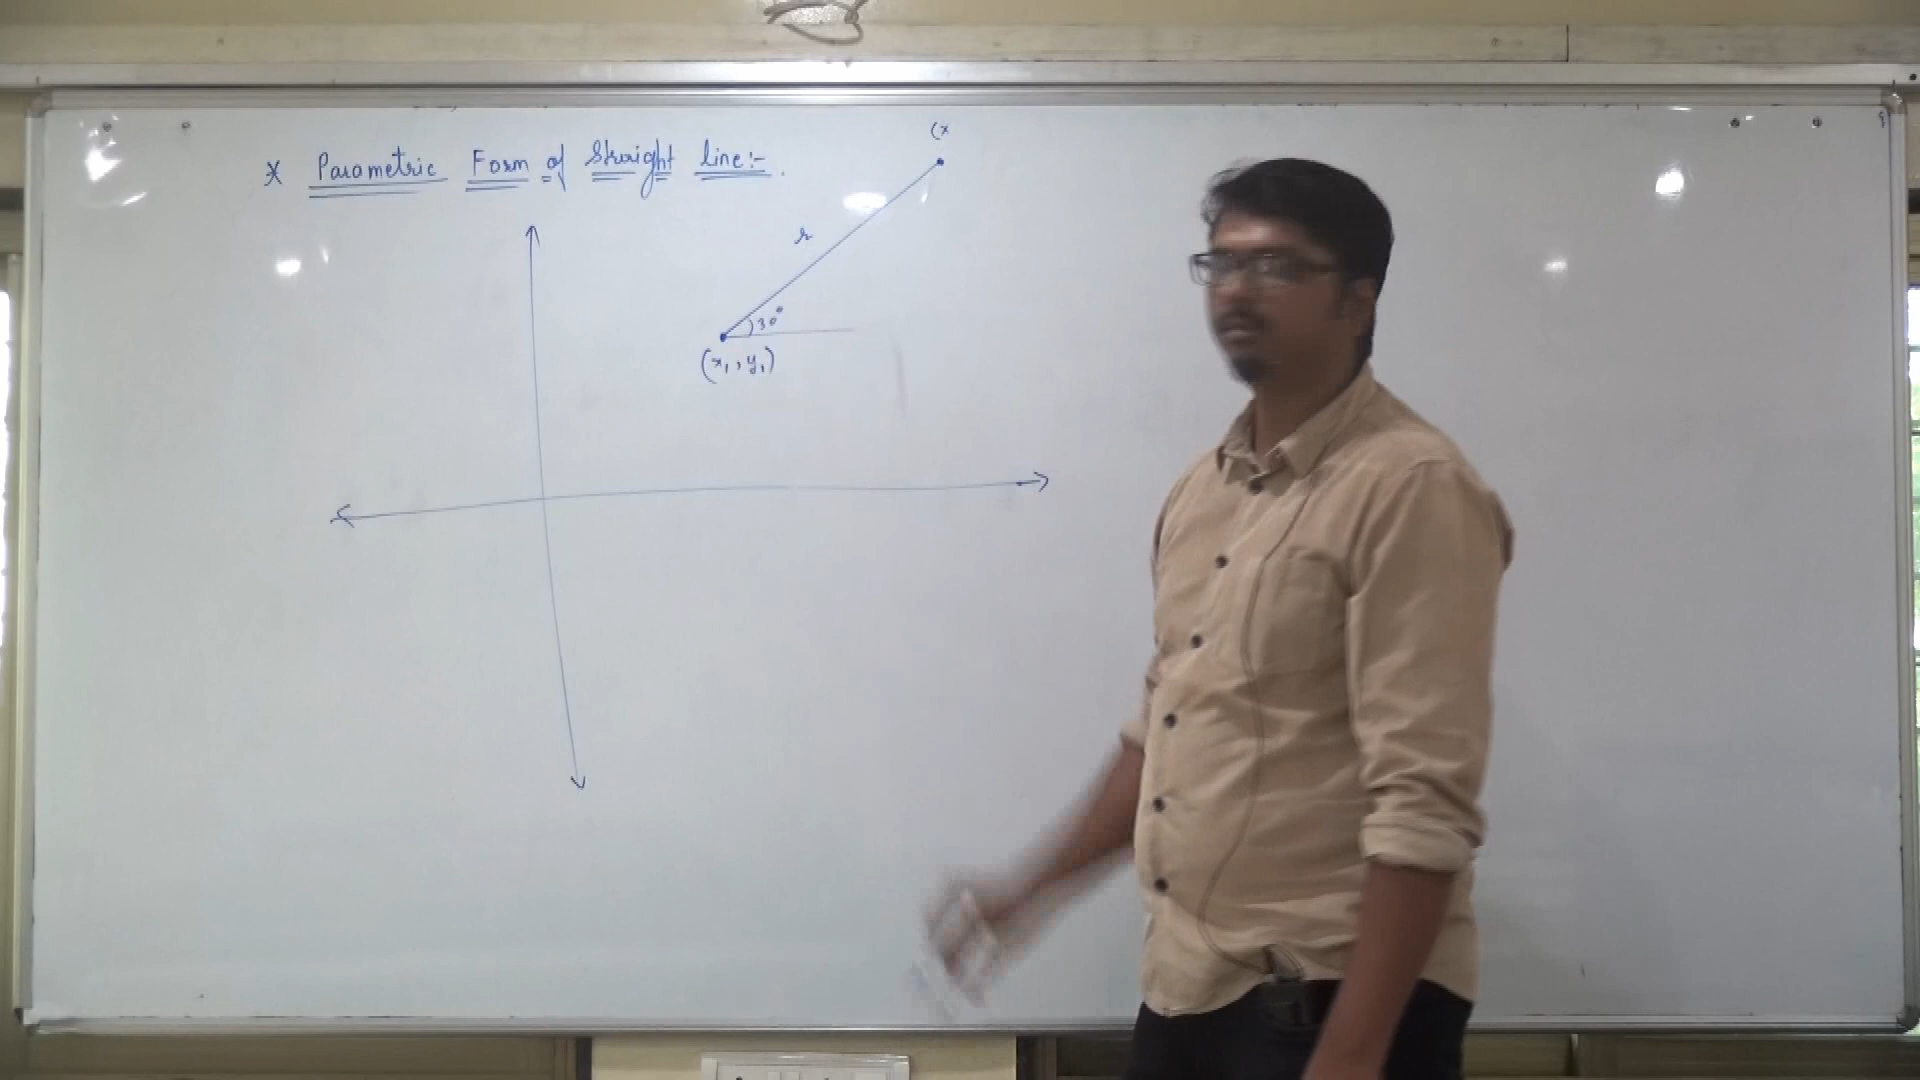 * Parametric Form of Straight line:-.
(x
r
30°
(x₁, y₁)